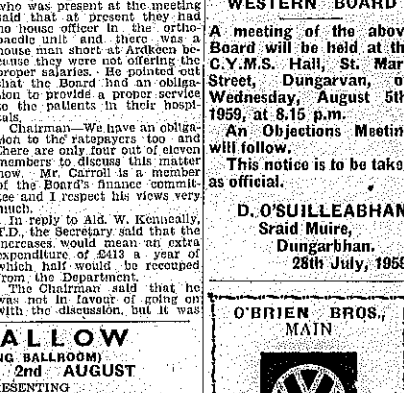 who was present at the meeting
said that at present they had
no house officer in the ortho-
paedic unit and there was a
house man short at Ardkeen be-
cause they were not offering the
proper salaries. He pointed out
that the Board had an obliga-
tion to provide a proper service
to the patients in their hospi-
tals.
Chairman—We have an obliga-
tion to the ratepayers too and
there are only four out of eleven
members to discuss this matter
now. Mr. Carroll is a member
of the Board's finance commit-
tee and I respect his views very
much.
In reply to Ald. W. Kenneally,
T.D., the Secretary said that the
increases would mean an extra
expenditure of £413 a year of
which half would be recouped
from the Department.
The Chairman said that he
was not in favour of going on
with the discussion, but it was
ALLOW
NG BALLROOM)
2nd AUGUST
ESENTING
WESTERN BOARD
A meeting of the abov
Board will be held at th
C.Y.M.S. Hall, St. Mar
Street, Dungarvan, o
Wednesday, August 5th
1959, at 8.15 p.m.
An Objections Meetin
will follow.
This notice is to be take
as official.
D. O'SUILLEABHAN
Sraid Muire,
Dungarbhan.
28th July, 1959
O'BRIEN BROS.,
MAIN